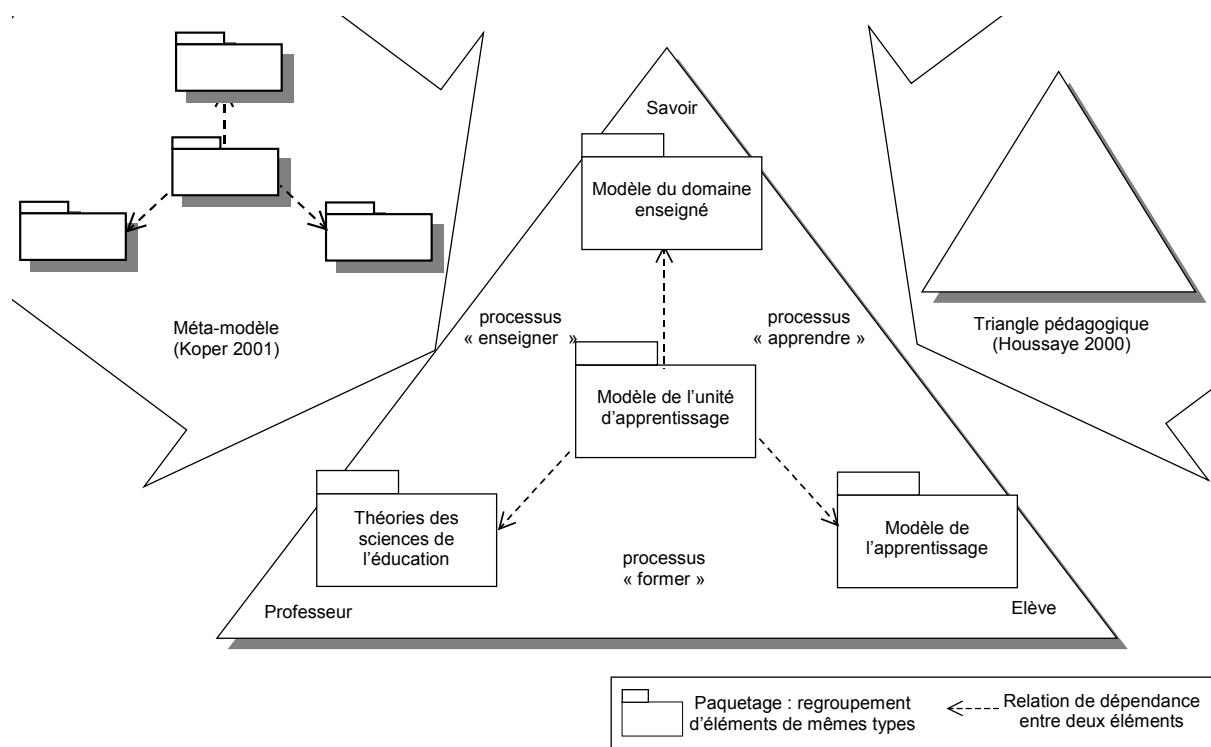 Savoir
Modèle du domaine
enseigné
Méta-modèle
(Koper 2001)
processus
« enseigner »
processus
« apprendre »
Triangle pédagogique
(Houssaye 2000)
Modèle de l’unité
d’apprentissage
Théories des
sciences de
l’éducation
Modèle de
l’apprentissage
processus
« former »
Professeur
Elève
Paquetage : regroupement
d’éléments de mêmes types
Relation de dépendance
entre deux éléments